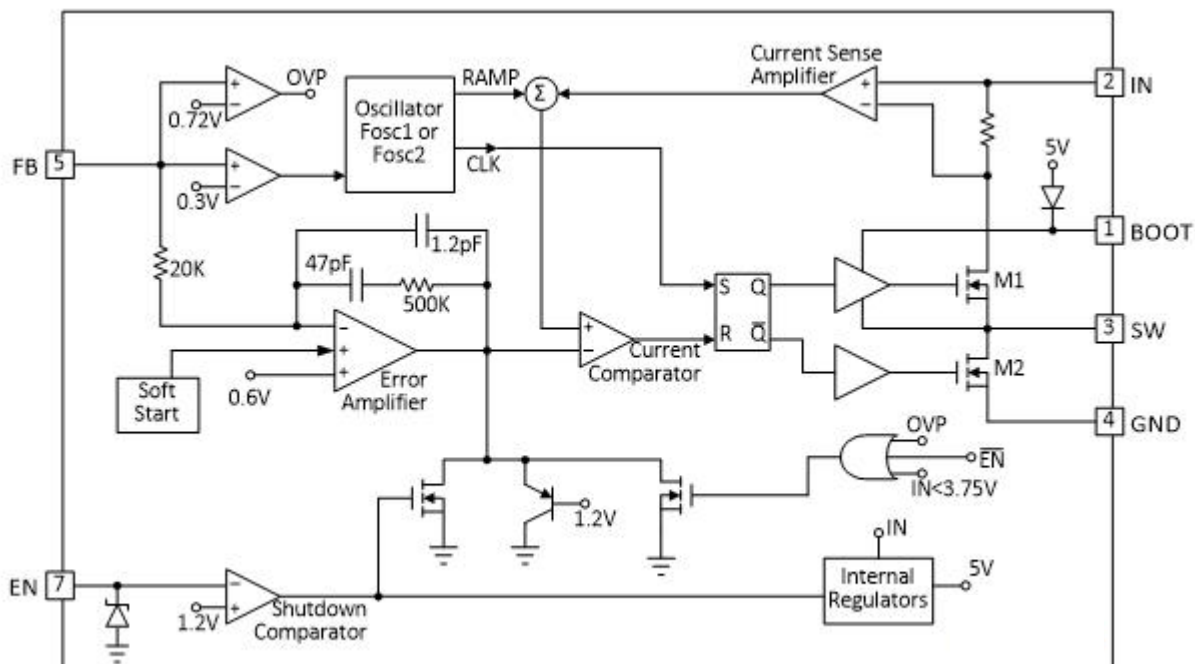 Current Sense
Amplifier
OVP
RAMP
Σ
2
IN
+
−
0.72V
Oscillator
Fosc1 or
Fosc2
+
−
FB
5
+
−
0.3V
CLK
5V
1
BOOT
1.2pF
20K
47pF
500K
S
Q
M1
R
Q̅
3
SW
−
+
+
+
−
Current
Comparator
Soft
Start
0.6V
Error
Amplifier
M2
4
GND
OVP
E̅N̅
IN<3.75V
1.2V
IN
EN
7
−
+
1.2V
Shutdown
Comparator
Internal
Regulators
5V